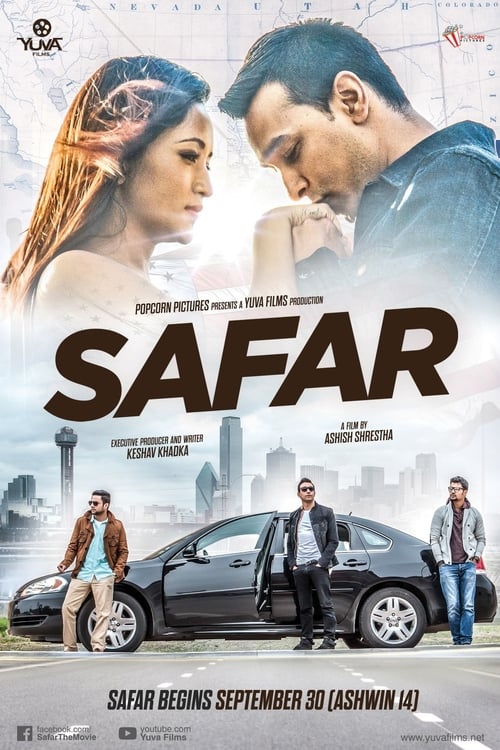 NEVADA
UTAH
COLORADO
YUVA
FILMS
POPCORN
PICTURES
POPCORN PICTURES PRESENTS A YUVA FILMS PRODUCTION
SAFAR
EXECUTIVE PRODUCER AND WRITER
KESHAV KHADKA
A FILM BY
ASHISH SHRESTHA
SAFAR BEGINS SEPTEMBER 30 (ASHWIN 14)
facebook.com/
SafarTheMovie
youtube.com
Yuva Films
www.yuvafilms.net